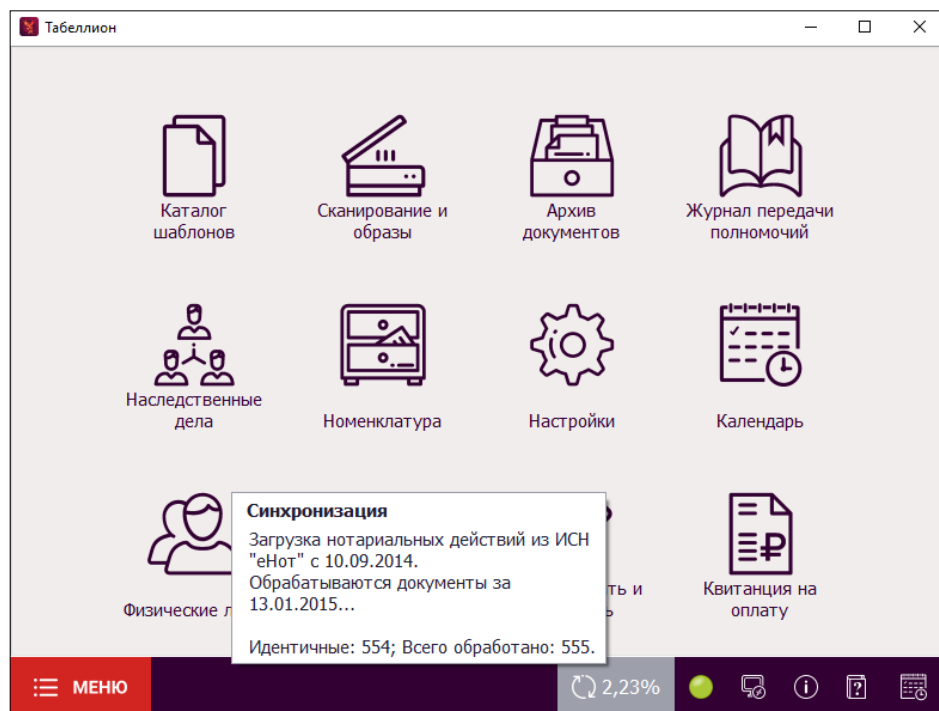 Табеллион
Каталог
шаблонов
Сканирование и
образы
Архив
документов
Журнал передачи
полномочий
Наследственные
дела
Номенклатура
Настройки
Календарь
Физические
Синхронизация
Загрузка нотариальных действий из ИСН
"еНот" с 10.09.2014.
Обрабатываются документы за
13.01.2015...
Идентичные: 554; Всего обработано: 555.
и
Квитанция на
оплату
МЕНЮ
2,23%